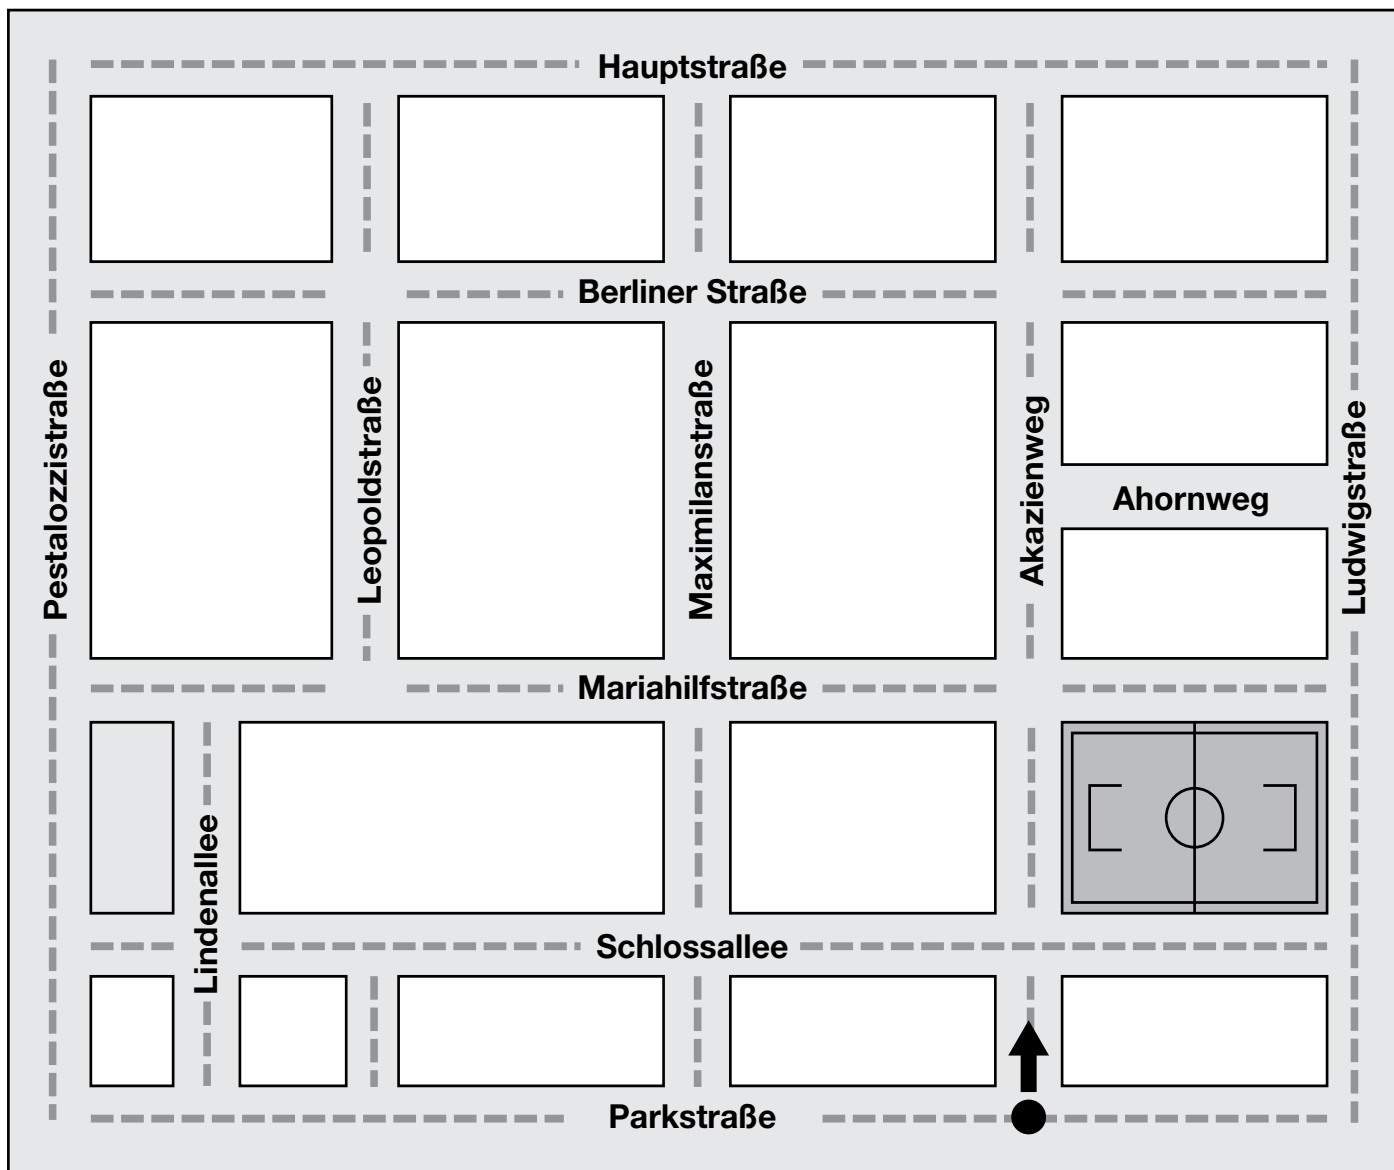 Hauptstraße
Berliner Straße
Pestalozzistraße
Leopoldstraße
Maximilanstraße
Akazienweg
Ahornweg
Ludwigstraße
Mariahilfstraße
Lindenallee
Schlossallee
Parkstraße